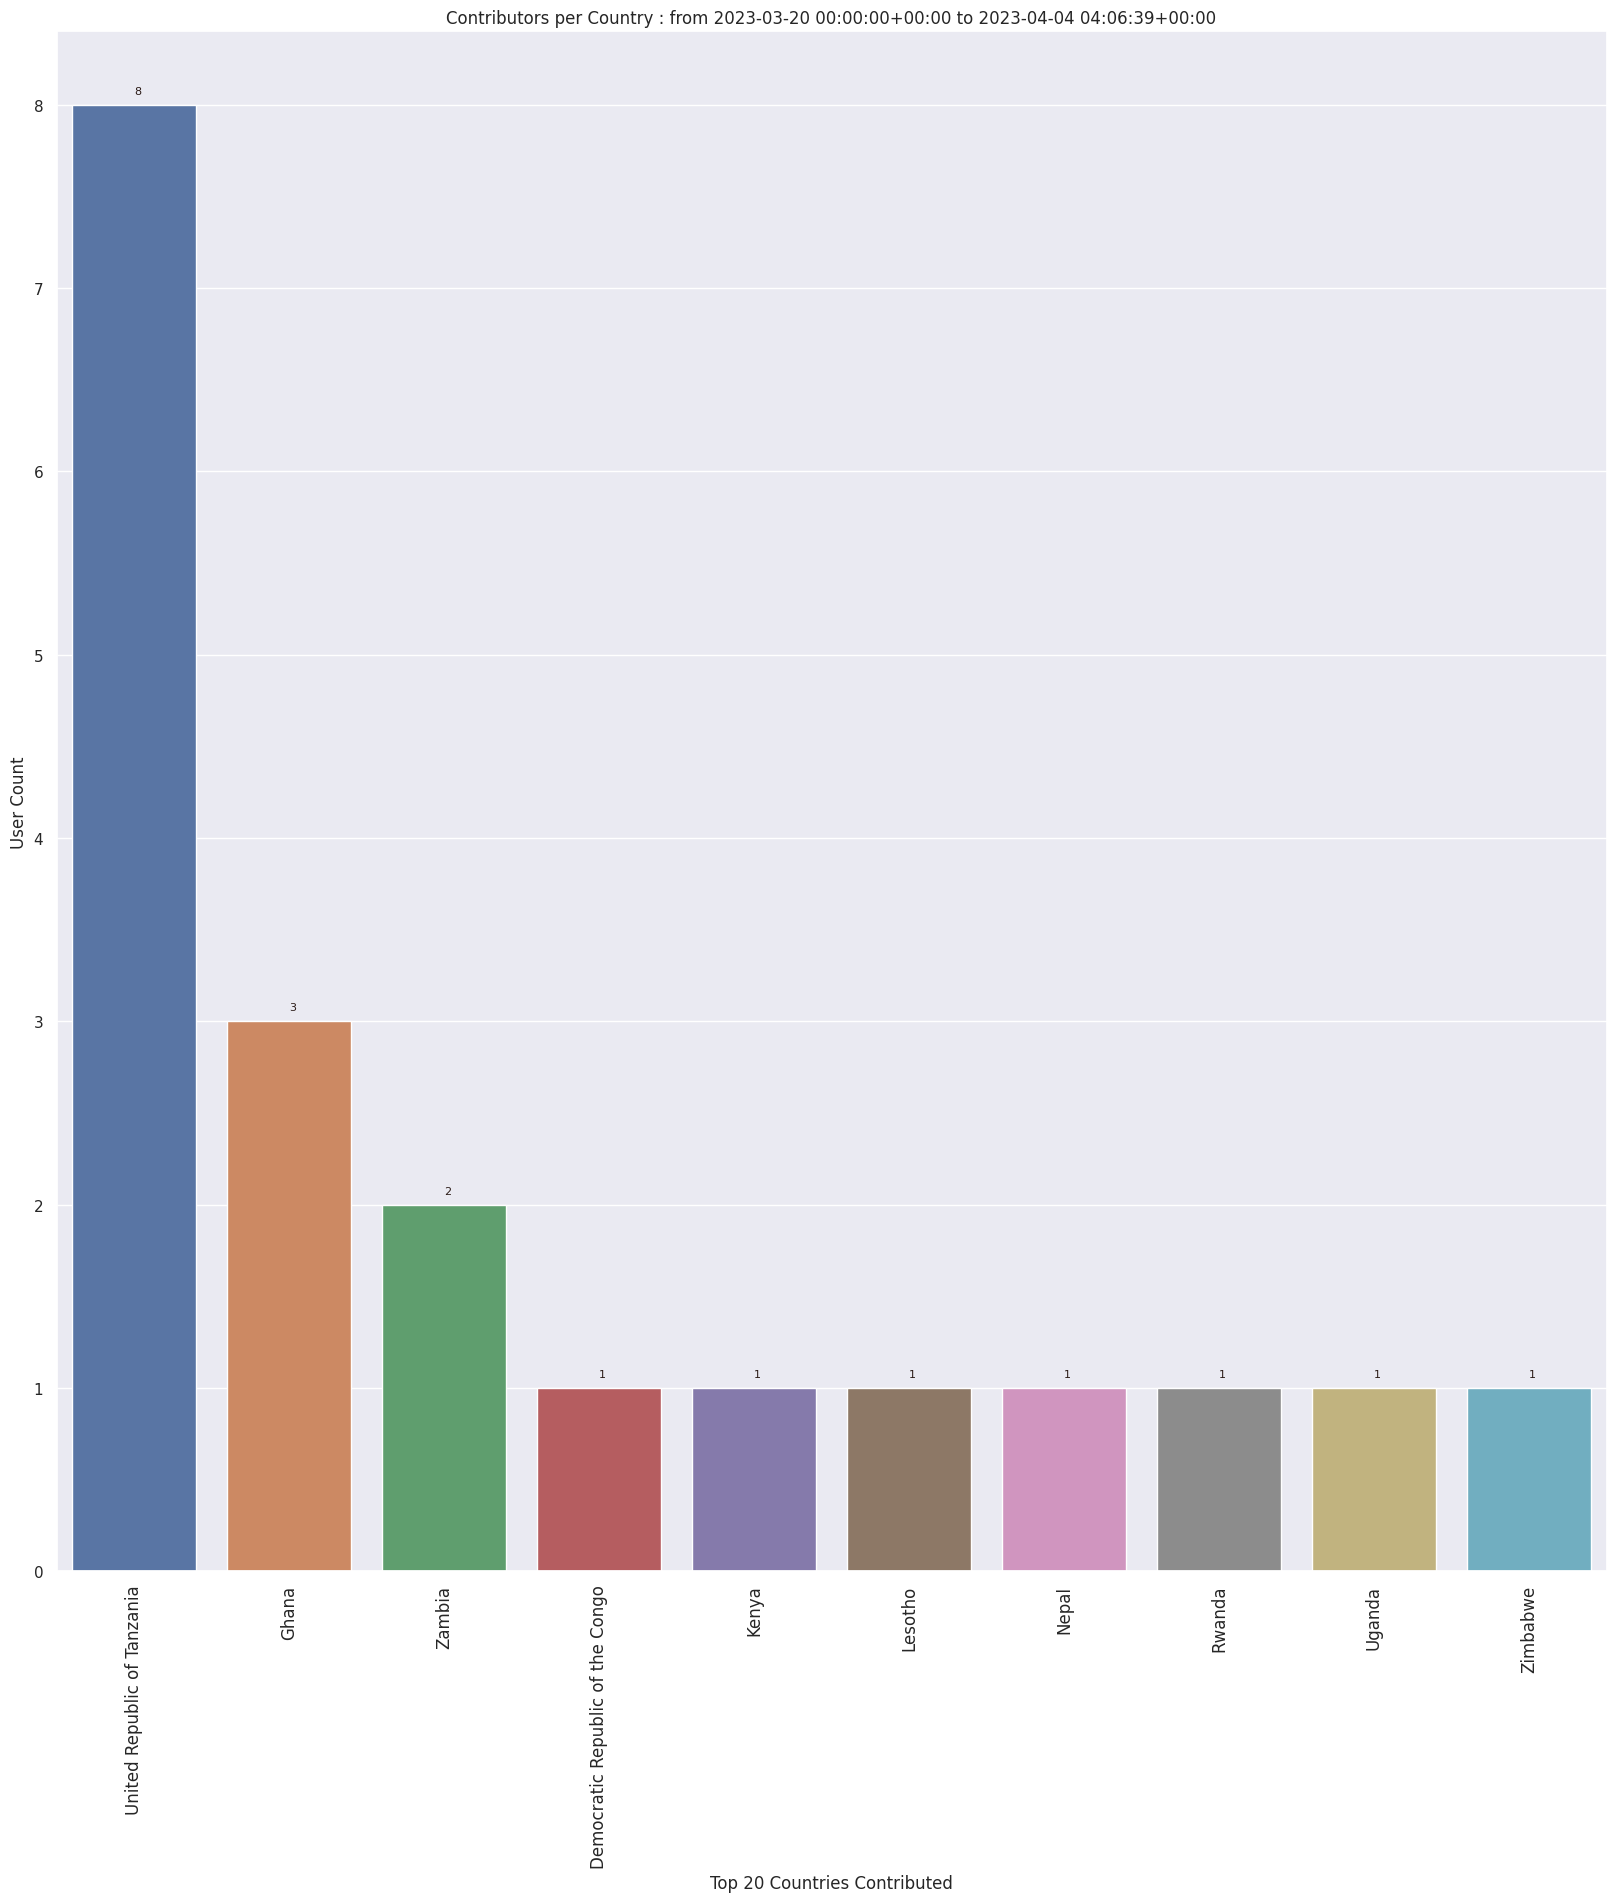 Contributors per Country : from 2023-03-20 00:00:00+00:00 to 2023-04-04 04:06:39+00:00
User Count
8
7
6
5
4
3
2
1
0
8
3
2
1
1
1
1
1
1
1
United Republic of Tanzania
Ghana
Zambia
Democratic Republic of the Congo
Kenya
Lesotho
Nepal
Rwanda
Uganda
Zimbabwe
Top 20 Countries Contributed